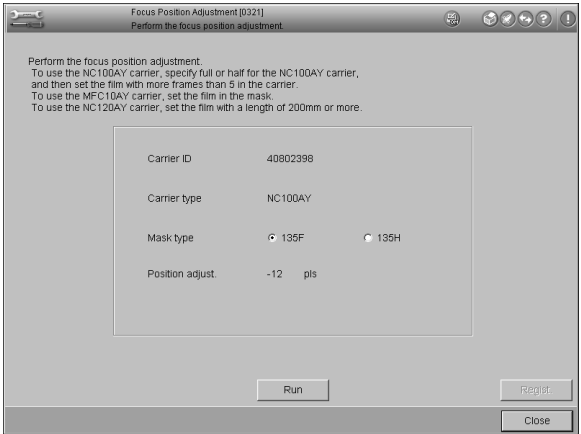 Focus Position Adjustment [0321]
Perform the focus position adjustment.
Perform the focus position adjustment.
To use the NC100AY carrier, specify full or half for the NC100AY carrier,
and then set the film with more frames than 5 in the carrier.
To use the MFC10AY carrier, set the film in the mask.
To use the NC120AY carrier, set the film with a length of 200mm or more.
Carrier ID 40802398
Carrier type NC100AY
Mask type 135F 135H
Position adjust. -12 pls
Run Regist.
Close